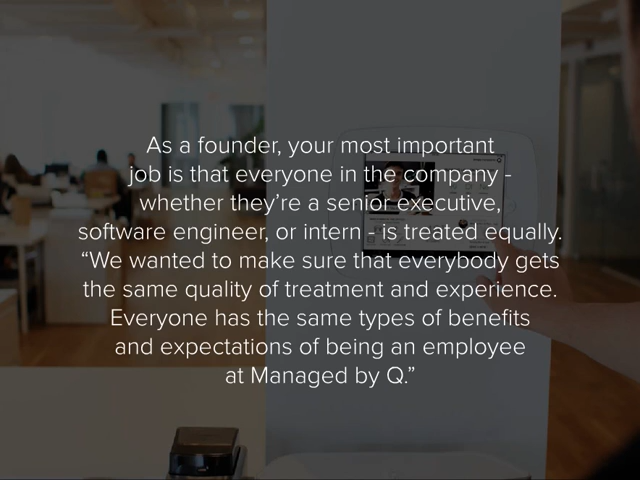 As a founder, your most important
job is that everyone in the company -
whether they’re a senior executive,
software engineer, or intern - is treated equally.
“We wanted to make sure that everybody gets
the same quality of treatment and experience.
Everyone has the same types of benefits
and expectations of being an employee
at Managed by Q.”